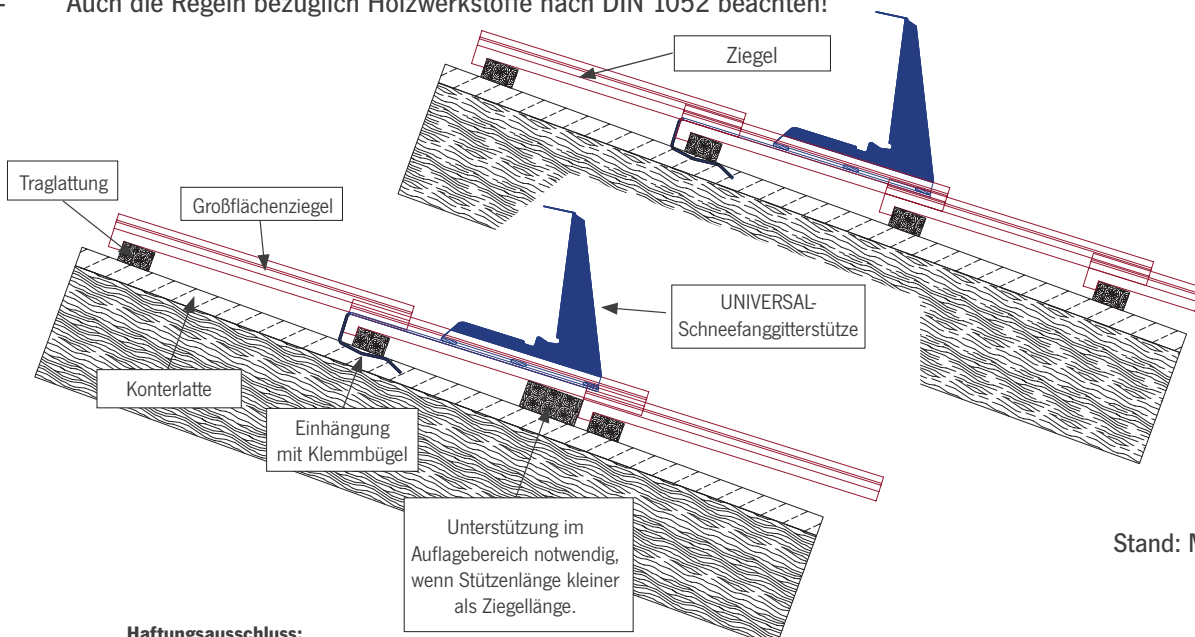 - Auch die Regeln bezüglich Holzwerkstoffe nach DIN 1052 beachten!
Ziegel
Traglattung
Großflächenziegel
UNIVERSAL-
Schneefanggitterstütze
Konterlatte
Einhängung
mit Klemmbügel
Unterstützung im
Auflagebereich notwendig,
wenn Stützenlänge kleiner
als Ziegellänge.
Stand:
Haftungsausschluss: